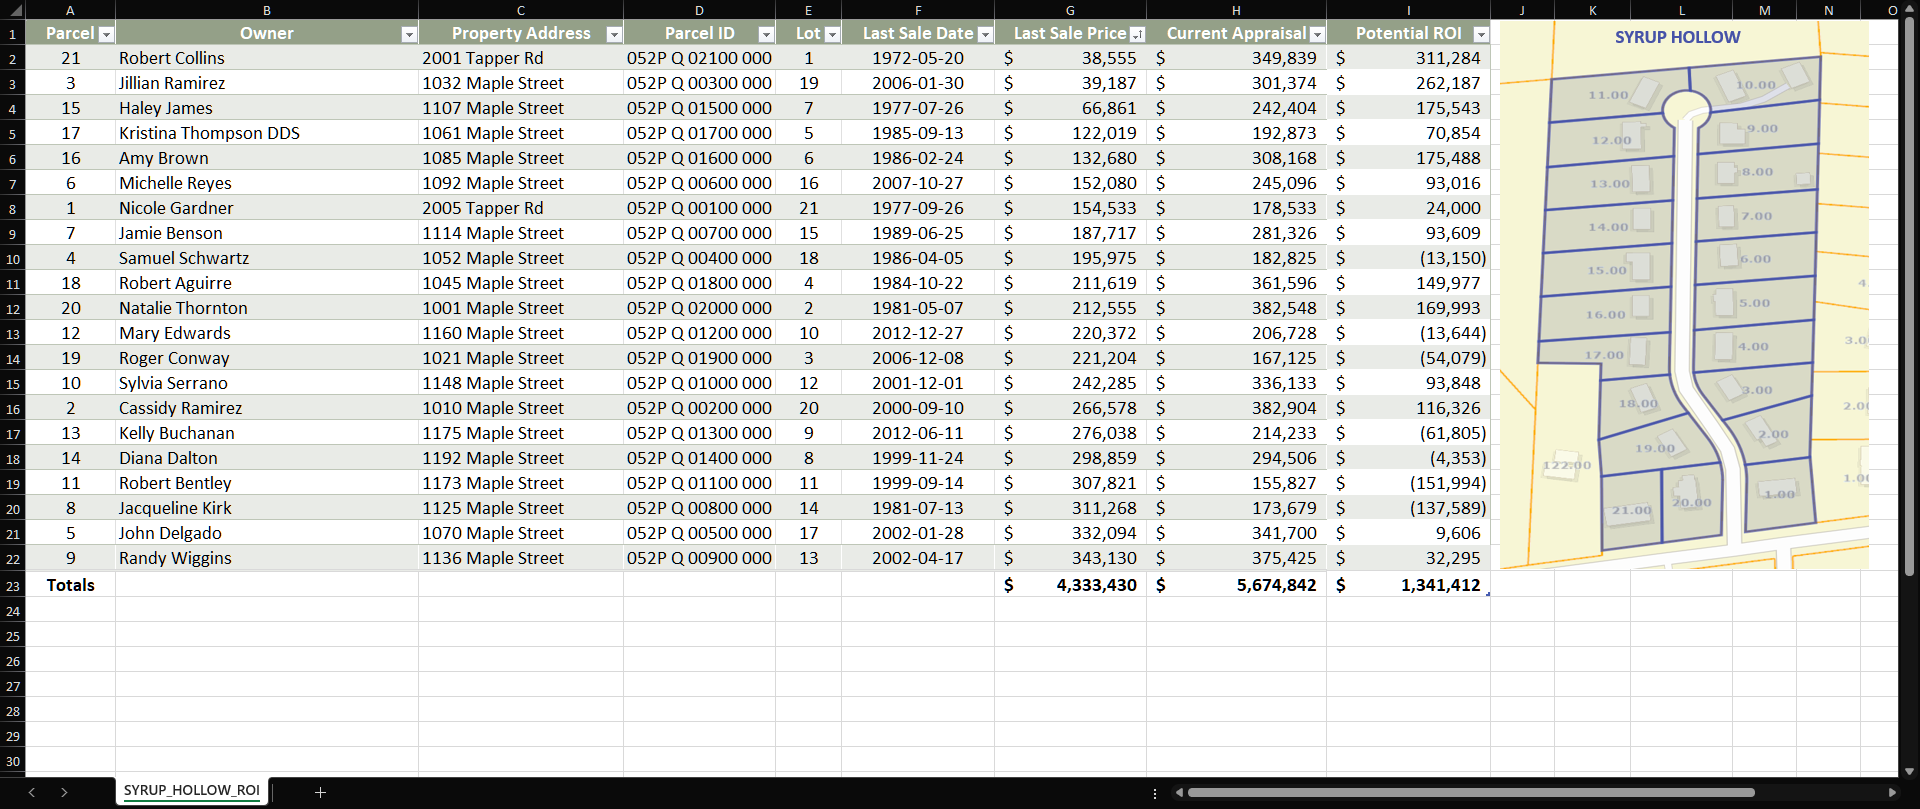 A B C D E F G H I J K L M N O
1 Parcel Owner Property Address Parcel ID Lot Last Sale Date Last Sale Price Current Appraisal Potential ROI
2 21 Robert Collins 2001 Tapper Rd 052P Q 02100 000 1 1972-05-20 $ 38,555 $ 349,839 $ 311,284
3 3 Jillian Ramirez 1032 Maple Street 052P Q 00300 000 19 2006-01-30 $ 39,187 $ 301,374 $ 262,187
4 15 Haley James 1107 Maple Street 052P Q 01500 000 7 1977-07-26 $ 66,861 $ 242,404 $ 175,543
5 17 Kristina Thompson DDS 1061 Maple Street 052P Q 01700 000 5 1985-09-13 $ 122,019 $ 192,873 $ 70,854
6 16 Amy Brown 1085 Maple Street 052P Q 01600 000 6 1986-02-24 $ 132,680 $ 308,168 $ 175,488
7 6 Michelle Reyes 1092 Maple Street 052P Q 00600 000 16 2007-10-27 $ 152,080 $ 245,096 $ 93,016
8 1 Nicole Gardner 2005 Tapper Rd 052P Q 00100 000 21 1977-09-26 $ 154,533 $ 178,533 $ 24,000
9 7 Jamie Benson 1114 Maple Street 052P Q 00700 000 15 1989-06-25 $ 187,717 $ 281,326 $ 93,609
10 4 Samuel Schwartz 1052 Maple Street 052P Q 00400 000 18 1986-04-05 $ 195,975 $ 182,825 $ (13,150)
11 18 Robert Aguirre 1045 Maple Street 052P Q 01800 000 4 1984-10-22 $ 211,619 $ 361,596 $ 149,977
12 20 Natalie Thornton 1001 Maple Street 052P Q 02000 000 2 1981-05-07 $ 212,555 $ 382,548 $ 169,993
13 12 Mary Edwards 1160 Maple Street 052P Q 01200 000 10 2012-12-27 $ 220,372 $ 206,728 $ (13,644)
14 19 Roger Conway 1021 Maple Street 052P Q 01900 000 3 2006-12-08 $ 221,204 $ 167,125 $ (54,079)
15 10 Sylvia Serrano 1148 Maple Street 052P Q 01000 000 12 2001-12-01 $ 242,285 $ 336,133 $ 93,848
16 2 Cassidy Ramirez 1010 Maple Street 052P Q 00200 000 20 2000-09-10 $ 266,578 $ 382,904 $ 116,326
17 13 Kelly Buchanan 1175 Maple Street 052P Q 01300 000 9 2012-06-11 $ 276,038 $ 214,233 $ (61,805)
18 14 Diana Dalton 1192 Maple Street 052P Q 01400 000 8 1999-11-24 $ 298,859 $ 294,506 $ (4,353)
19 11 Robert Bentley 1173 Maple Street 052P Q 01100 000 11 1999-09-14 $ 307,821 $ 155,827 $ (151,994)
20 8 Jacqueline Kirk 1125 Maple Street 052P Q 00800 000 14 1981-07-13 $ 311,268 $ 173,679 $ (137,589)
21 5 John Delgado 1070 Maple Street 052P Q 00500 000 17 2002-01-28 $ 332,094 $ 341,700 $ 9,606
22 9 Randy Wiggins 1136 Maple Street 052P Q 00900 000 13 2002-04-17 $ 343,130 $ 375,425 $ 32,295
23 Totals $ 4,333,430 $ 5,674,842 $ 1,341,412
24
25
26
27
28
29
30
SYRUP HOLLOW
11.00 10.00
12.00 9.00
13.00 8.00
14.00 7.00
15.00 6.00
16.00 5.00
17.00 4.00
18.00 3.00
19.00 2.00
122.00
21.00 20.00 1.00
SYRUP_HOLLOW_ROI